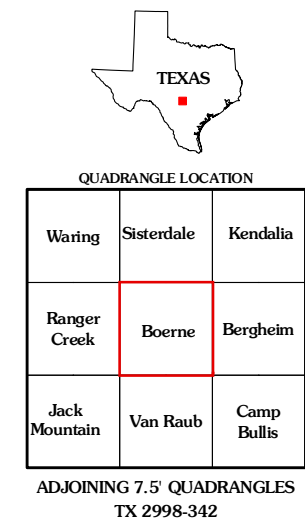 TEXAS
QUADRANGLE LOCATION
Waring
Sisterdale
Kendalia
Ranger
Creek
Boerne
Bergheim
Jack
Mountain
Van Raub
Camp
Bullis
ADJOINING 7.5' QUADRANGLES
TX 2998-342